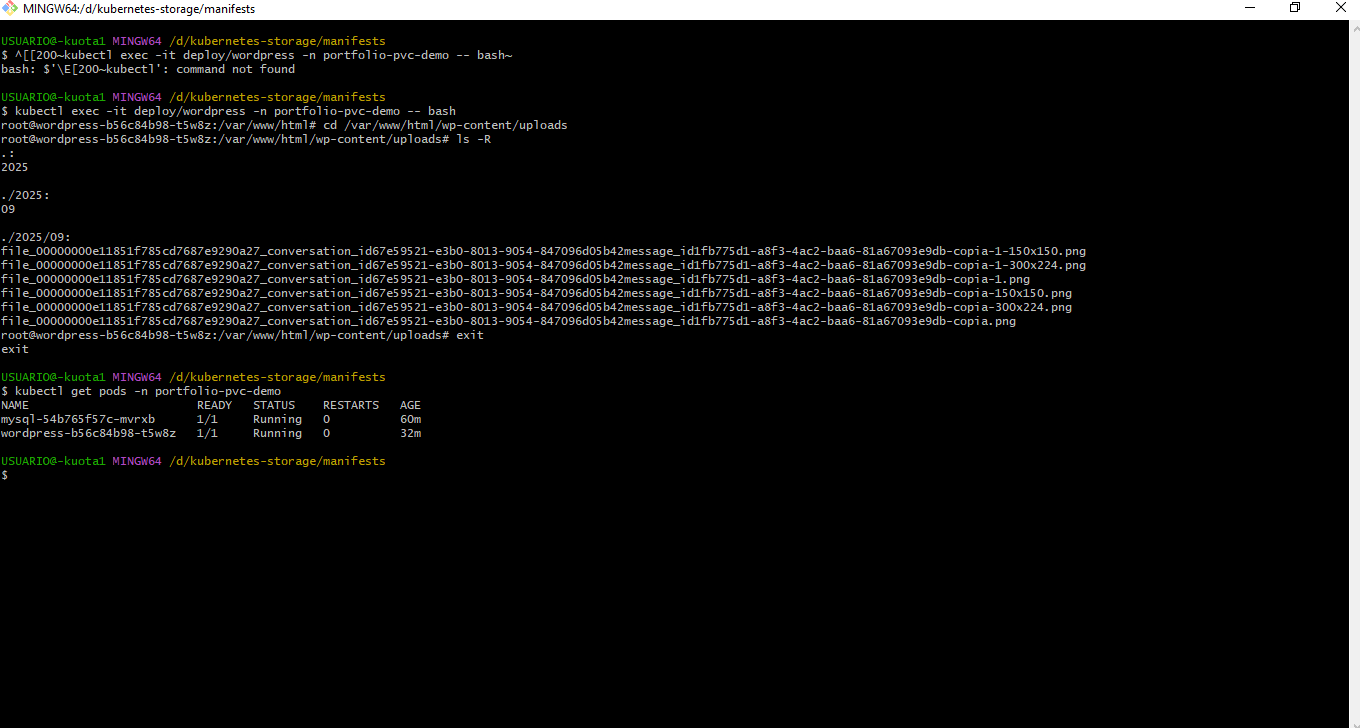 MINGW64:/d/kubernetes-storage/manifests
USUARIO@-kuota1 MINGW64 /d/kubernetes-storage/manifests
$ ^[[200~kubectl exec -it deploy/wordpress -n portfolio-pvc-demo -- bash~
bash: $'\E[200~kubectl': command not found
USUARIO@-kuota1 MINGW64 /d/kubernetes-storage/manifests
$ kubectl exec -it deploy/wordpress -n portfolio-pvc-demo -- bash
root@wordpress-b56c84b98-t5w8z:/var/www/html# cd /var/www/html/wp-content/uploads
root@wordpress-b56c84b98-t5w8z:/var/www/html/wp-content/uploads# ls -R
.:
2025
./2025:
09
./2025/09:
file_00000000e11851f785cd7687e9290a27_conversation_id67e59521-e3b0-8013-9054-847096d05b42message_id1fb775d1-a8f3-4ac2-baa6-81a67093e9db-copia-1-150x150.png
file_00000000e11851f785cd7687e9290a27_conversation_id67e59521-e3b0-8013-9054-847096d05b42message_id1fb775d1-a8f3-4ac2-baa6-81a67093e9db-copia-1-300x224.png
file_00000000e11851f785cd7687e9290a27_conversation_id67e59521-e3b0-8013-9054-847096d05b42message_id1fb775d1-a8f3-4ac2-baa6-81a67093e9db-copia-1.png
file_00000000e11851f785cd7687e9290a27_conversation_id67e59521-e3b0-8013-9054-847096d05b42message_id1fb775d1-a8f3-4ac2-baa6-81a67093e9db-copia-150x150.png
file_00000000e11851f785cd7687e9290a27_conversation_id67e59521-e3b0-8013-9054-847096d05b42message_id1fb775d1-a8f3-4ac2-baa6-81a67093e9db-copia-300x224.png
file_00000000e11851f785cd7687e9290a27_conversation_id67e59521-e3b0-8013-9054-847096d05b42message_id1fb775d1-a8f3-4ac2-baa6-81a67093e9db-copia.png
root@wordpress-b56c84b98-t5w8z:/var/www/html/wp-content/uploads# exit
exit
USUARIO@-kuota1 MINGW64 /d/kubernetes-storage/manifests
$ kubectl get pods -n portfolio-pvc-demo
NAME READY STATUS RESTARTS AGE
mysql-54b765f57c-mvrxb 1/1 Running 0 60m
wordpress-b56c84b98-t5w8z 1/1 Running 0 32m
USUARIO@-kuota1 MINGW64 /d/kubernetes-storage/manifests
$